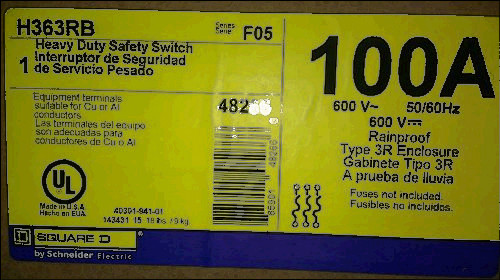 H363RB
Series
Serie
F05
Heavy Duty Safety Switch
1 Interruptor de Seguridad
de Servicio Pesado
100A
600 V~ 50/60Hz
600 V
Rainproof
Type 3R Enclosure
Gabinete Tipo 3R
A prueba de lluvia
Equipment terminals
suitable for Cu or Al
conductors
Las terminales del equipo
son adecuadas para
conductores de Cu o Al
UL
Made in U.S.A.
Hecho en EUA
Fuses not included.
Fusibles no incluidos.
SQUARE D
by Schneider Electric